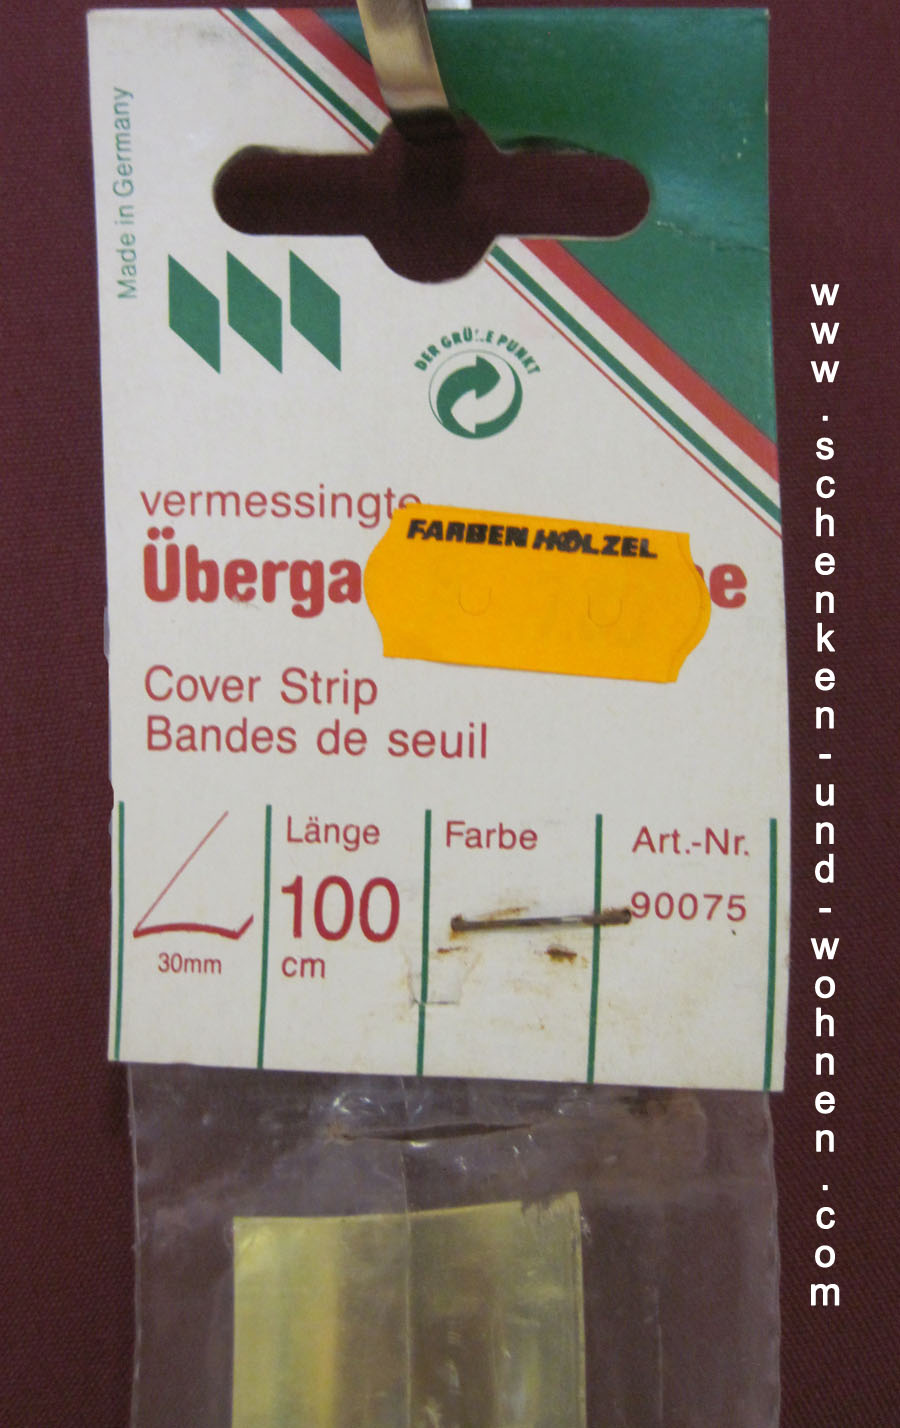 Made in Germany
DER GRÜNE PUNKT
vermessingte
FARBEN HÖLZEL
Überga
e
Cover Strip
Bandes de seuil
Länge
Farbe
Art.-Nr.
100
90075
30mm
cm
www.schenken-und-wohnen.com